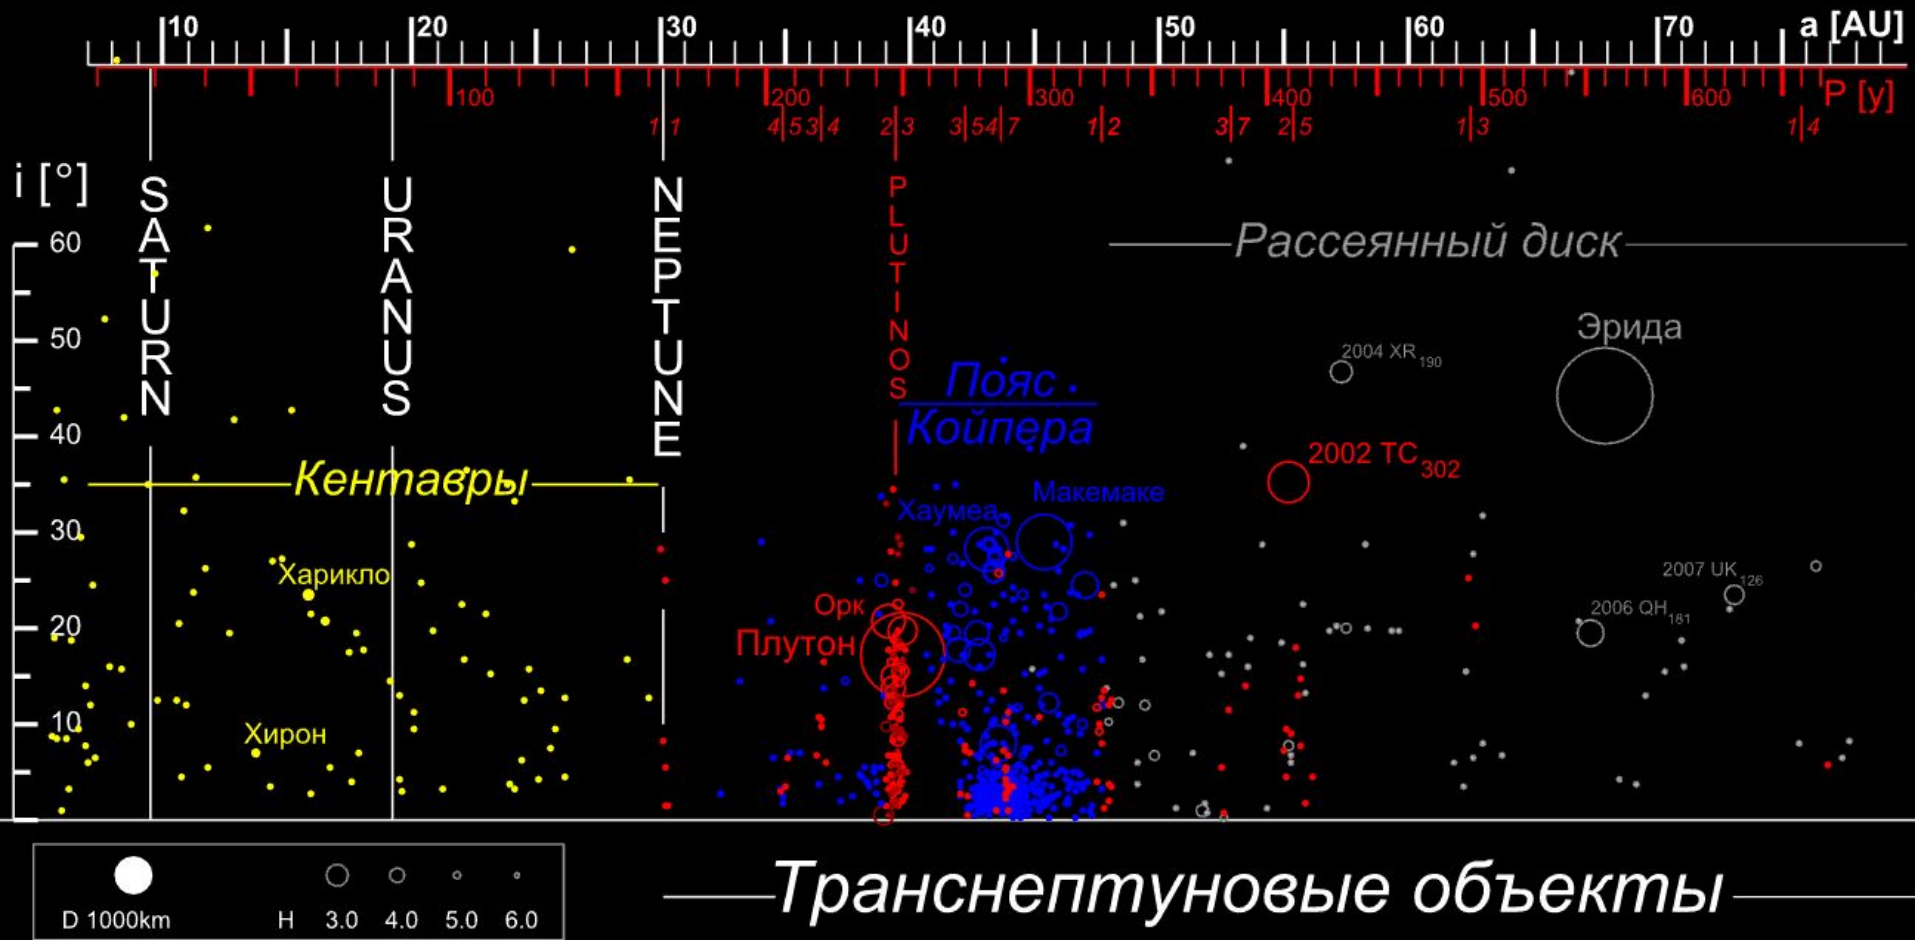 10 20 30 40 50 60 70 a [AU]
100 200 300 400 500 600 P [y]
1|1 4|5 3|4 2|3 3|5 4|7 1|2 3|7 2|5 1|3 1|4
i [°]
60
50
40
30
20
10
SATURN
URANUS
NEPTUNE
PLUTINOS
Рассеянный диск
Эрида
2004 XR190
Пояс
Койпера
2002 TC302
Кентавры
Макемаке
Хаумеа
Харикло
2007 UK126
Орк
2006 QH181
Плутон
Хирон
D 1000km H 3.0 4.0 5.0 6.0
Транснептуновые объекты